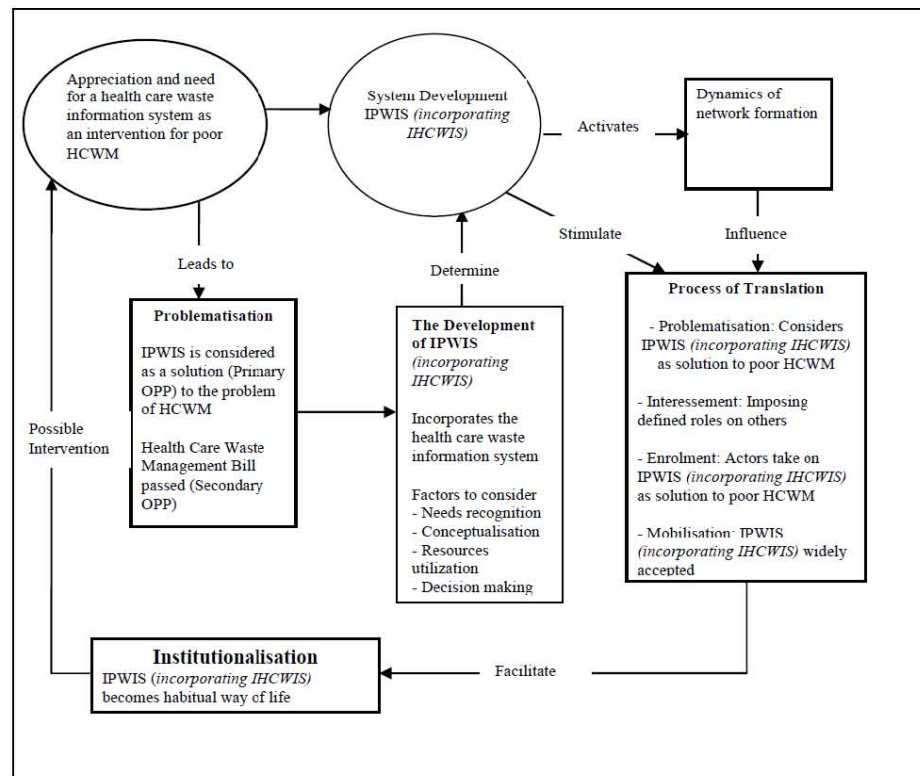 Appreciation and need
for a health care waste
information system as
an intervention for poor
HCWM
System Development
IPWIS (incorporating
IHCWIS)
Activates
Dynamics of
network formation
Leads to
Determine
Stimulate
Influence
Problematisation
IPWIS is considered
as a solution (Primary
OPP) to the problem
of HCWM
Health Care Waste
Management Bill
passed (Secondary
OPP)
The Development
of IPWIS
(incorporating
IHCWIS)
Incorporates the
health care waste
information system
Factors to consider
- Needs recognition
- Conceptualisation
- Resources
utilization
- Decision making
Process of Translation
- Problematisation: Considers
IPWIS (incorporating IHCWIS)
as solution to poor HCWM
- Interessement: Imposing
defined roles on others
- Enrolment: Actors take on
IPWIS (incorporating IHCWIS)
as solution to poor HCWM
- Mobilisation: IPWIS
(incorporating IHCWIS) widely
accepted
Possible
Intervention
Institutionalisation
IPWIS (incorporating IHCWIS)
becomes habitual way of life
Facilitate